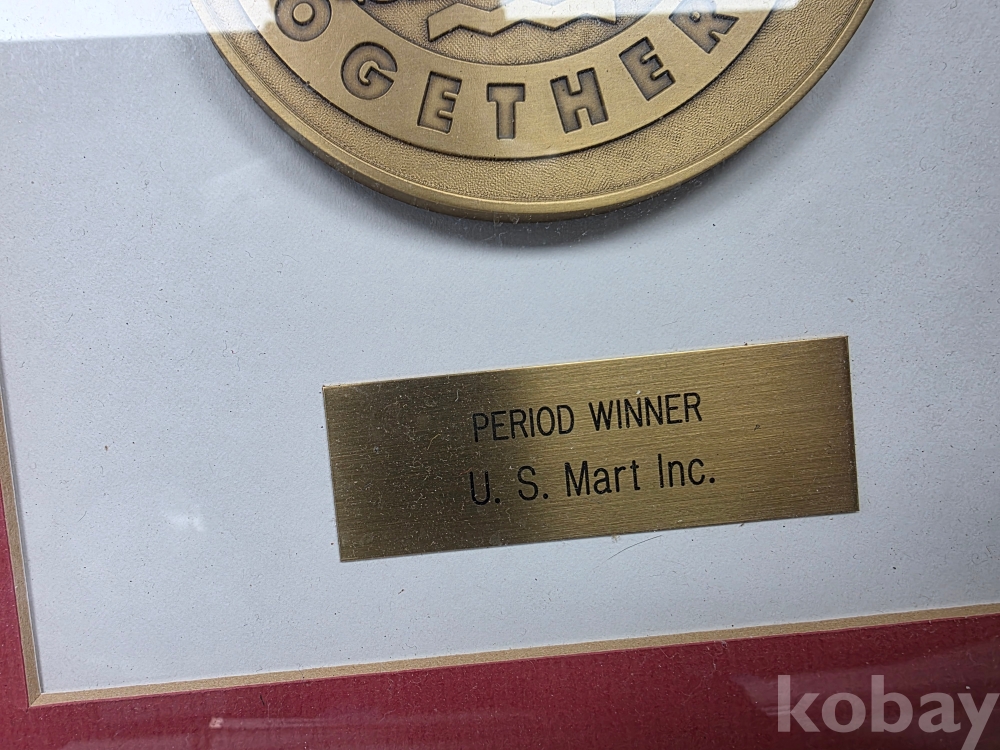 OGETHER
PERIOD WINNER
U. S. Mart Inc.
kobay